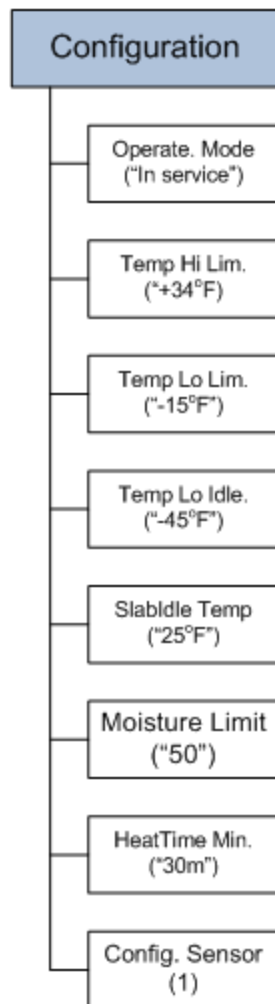 Configuration
Operate. Mode
(“In service”)
Temp Hi Lim.
(“+34°F)
Temp Lo Lim.
(“-15°F”)
Temp Lo Idle.
(“-45°F”)
SlabIdle Temp
(“25°F”)
Moisture Limit
(“50”)
HeatTime Min.
(“30m”)
Config. Sensor
(1)